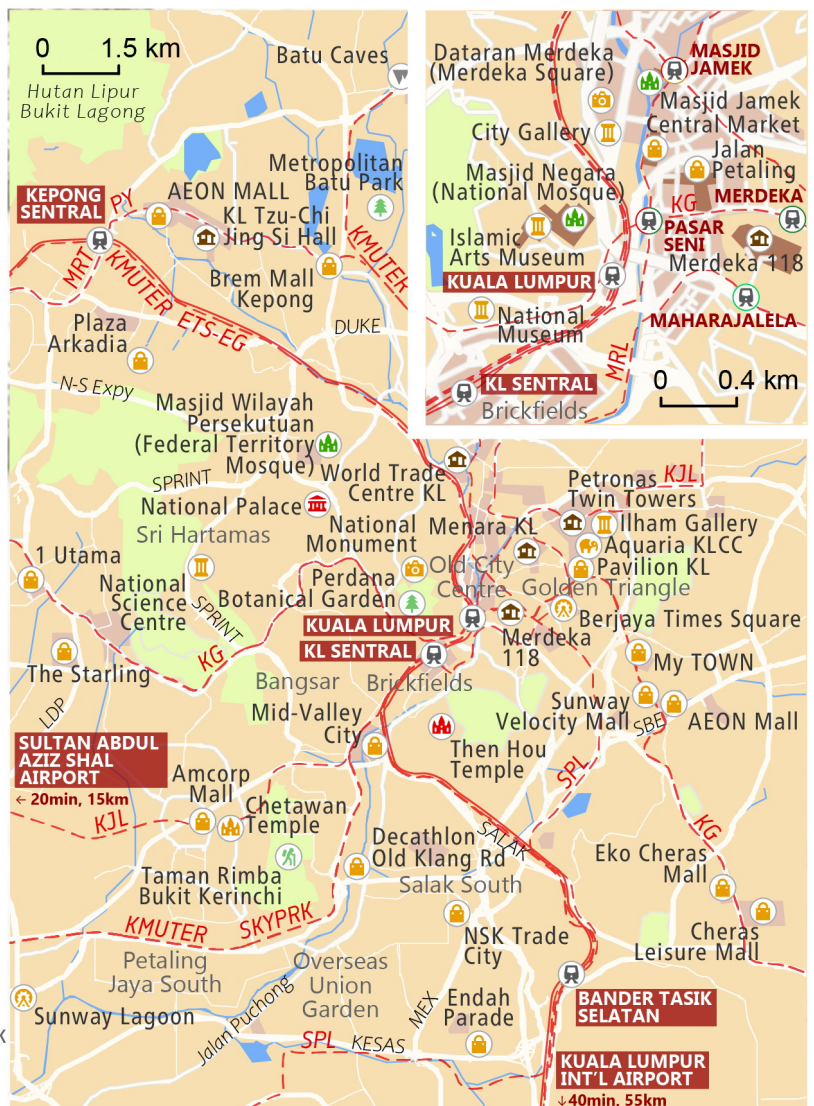 0 1.5 km
Hutan Lipur
Bukit Lagong
Batu Caves
Metropolitan
Batu Park
KEPONG
SENTRAL
PY
AEON MALL
KL Tzu-Chi
Jing Si Hall
KMUTER
MRT
KMUTER ETS-EG
Brem Mall
Kepong
Plaza
Arkadia
DUKE
N-S Expy
Masjid Wilayah
Persekutuan
(Federal Territory
Mosque)
SPRINT
World Trade
Centre KL
National Palace
Sri Hartamas
National
Monument
Menara KL
1 Utama
National
Science
Centre
Perdana
Botanical Garden
Old City
Centre
SPRINT
KUALA LUMPUR
KL SENTRAL
KG
The Starling
LDP
Bangsar
Brickfields
Mid-Valley
City
Dataran Merdeka
(Merdeka Square)
MASJID
JAMEK
Masjid Jamek
City Gallery
Central Market
Jalan
Petaling
Masjid Negara
(National Mosque)
KG
MERDEKA
PASAR
SENI
Islamic
Arts Museum
Merdeka 118
KUALA LUMPUR
National
Museum
MAHARAJALELA
MRL
KL SENTRAL
Brickfields
0 0.4 km
Petronas
Twin Towers
KJL
Ilham Gallery
Aquaria KLCC
Pavilion KL
Golden Triangle
Merdeka
118
Berjaya Times Square
My TOWN
Sunway
Velocity Mall
SBE
AEON Mall
Then Hou
Temple
SPL
SULTAN ABDUL
AZIZ SHAL
AIRPORT
← 20min, 15km
KJL
Amcorp
Mall
Chetawan
Temple
Taman Rimba
Bukit Kerinchi
Decathlon
Old Klang Rd
SALAK
Salak South
KG
Eko Cheras
Mall
Cheras
Leisure Mall
KMUTER
SKYPRK
NSK Trade
City
Petaling
Jaya South
Overseas
Union
Garden
BANDER TASIK
SELATAN
Sunway Lagoon
Jalan Puchong
MEX
Endah
Parade
SPL
KESAS
KUALA LUMPUR
INT'L AIRPORT
↓40min, 55km